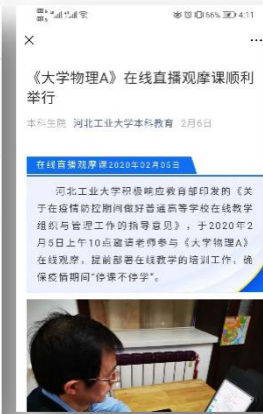 66% 4:11
《大学物理A》在线直播观摩课顺利
举行
本科生院 河北工业大学本科教育 2月6日
在线直播观摩课2020年02月05日
河北工业大学积极响应教育部印发的《关
于在疫情防控期间做好普通高等学校在线教学
组织与管理工作的指导意见》，于2020年2
月5日上午10点邀请老师参与《大学物理A》
在线观摩，提前部署在线教学的培训工作，确
保疫情期间“停课不停学”。